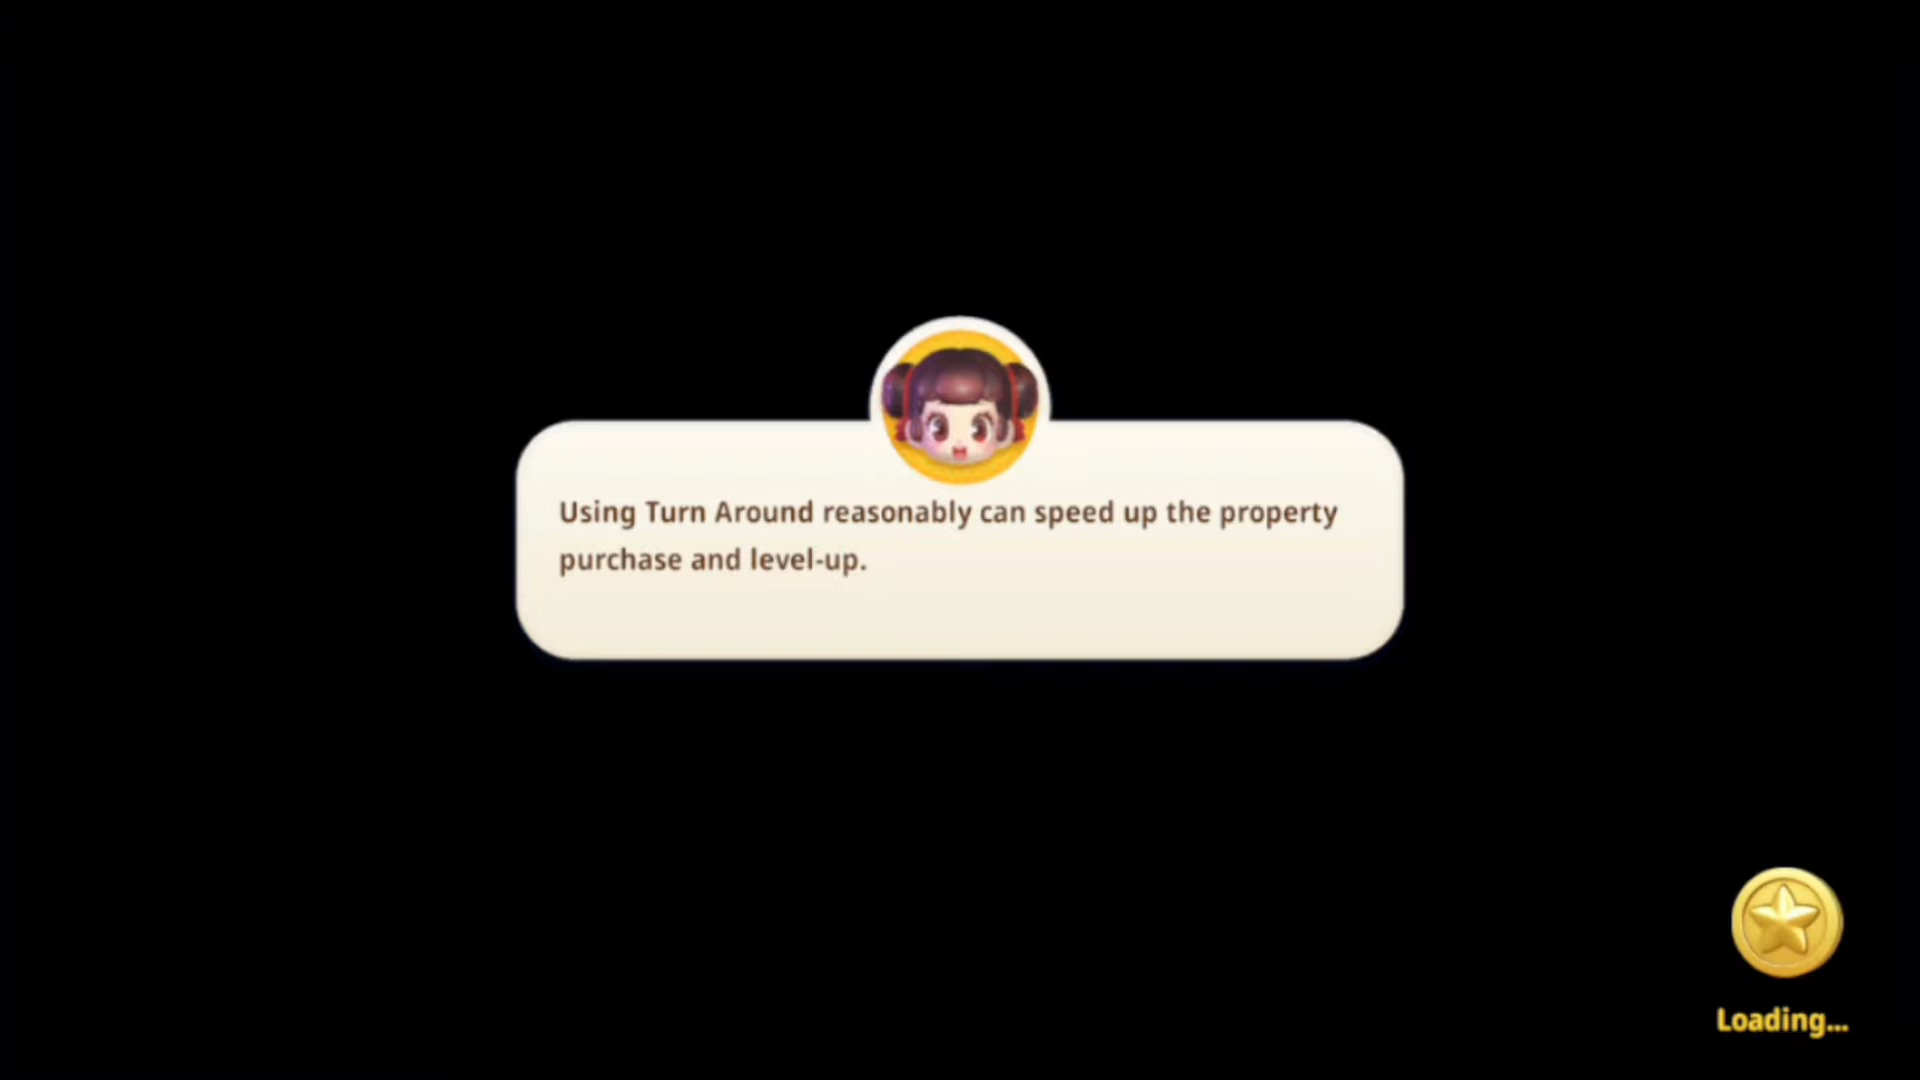 Using Turn Around reasonably can speed up the property
purchase and level-up.
Loading...